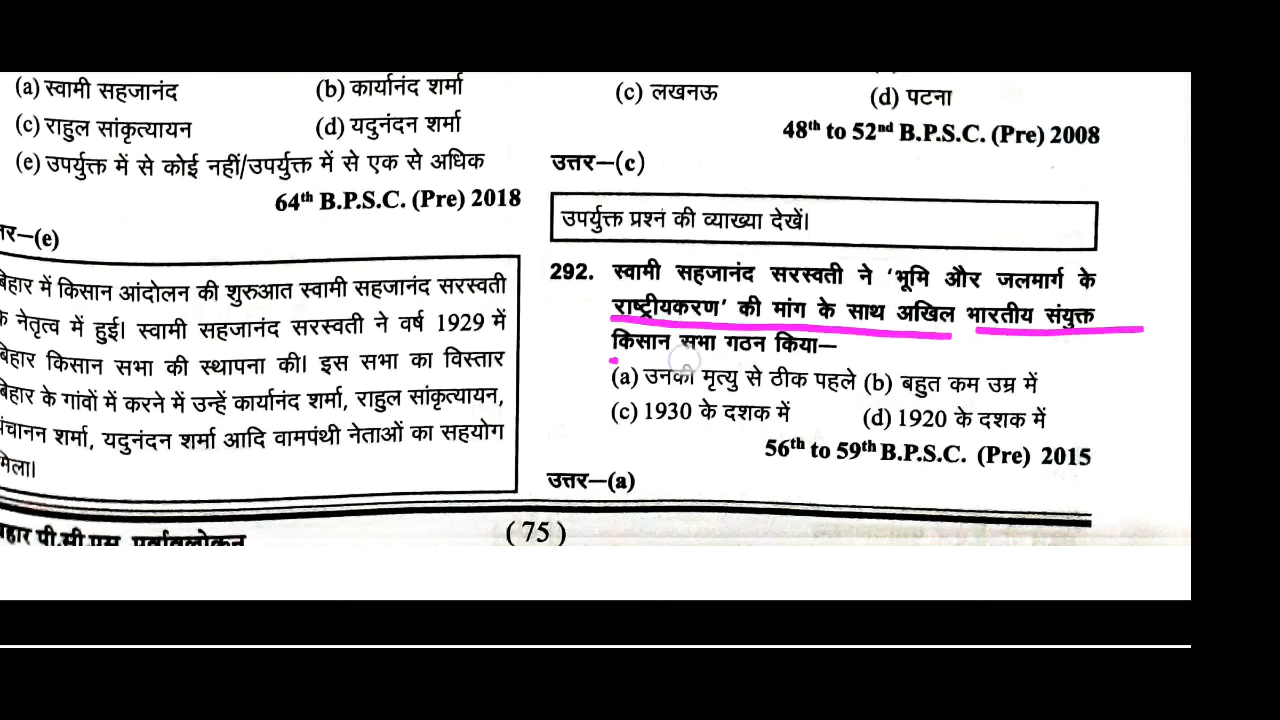 (a) स्वामी सहजानंद (b) कार्यानंद शर्मा
(c) राहुल सांकृत्यायन (d) यदुनंदन शर्मा
(e) उपर्युक्त में से कोई नहीं/उपर्युक्त में से एक से अधिक
64th B.P.S.C. (Pre) 2018
त्तर–(e)
बिहार में किसान आंदोलन की शुरुआत स्वामी सहजानंद सरस्वती
के नेतृत्व में हुई। स्वामी सहजानंद सरस्वती ने वर्ष 1929 में
बिहार किसान सभा की स्थापना की। इस सभा का विस्तार
बिहार के गांवों में करने में उन्हें कार्यानंद शर्मा, राहुल सांकृत्यायन,
पंचानन शर्मा, यदुनंदन शर्मा आदि वामपंथी नेताओं का सहयोग
मिला।
(c) लखनऊ (d) पटना
48th to 52nd B.P.S.C. (Pre) 2008
उत्तर–(c)
उपर्युक्त प्रश्न की व्याख्या देखें।
292. स्वामी सहजानंद सरस्वती ने 'भूमि और जलमार्ग के
राष्ट्रीयकरण' की मांग के साथ अखिल भारतीय संयुक्त
किसान सभा गठन किया–
(a) उनकी मृत्यु से ठीक पहले (b) बहुत कम उम्र में
(c) 1930 के दशक में (d) 1920 के दशक में
56th to 59th B.P.S.C. (Pre) 2015
उत्तर–(a)
(75)